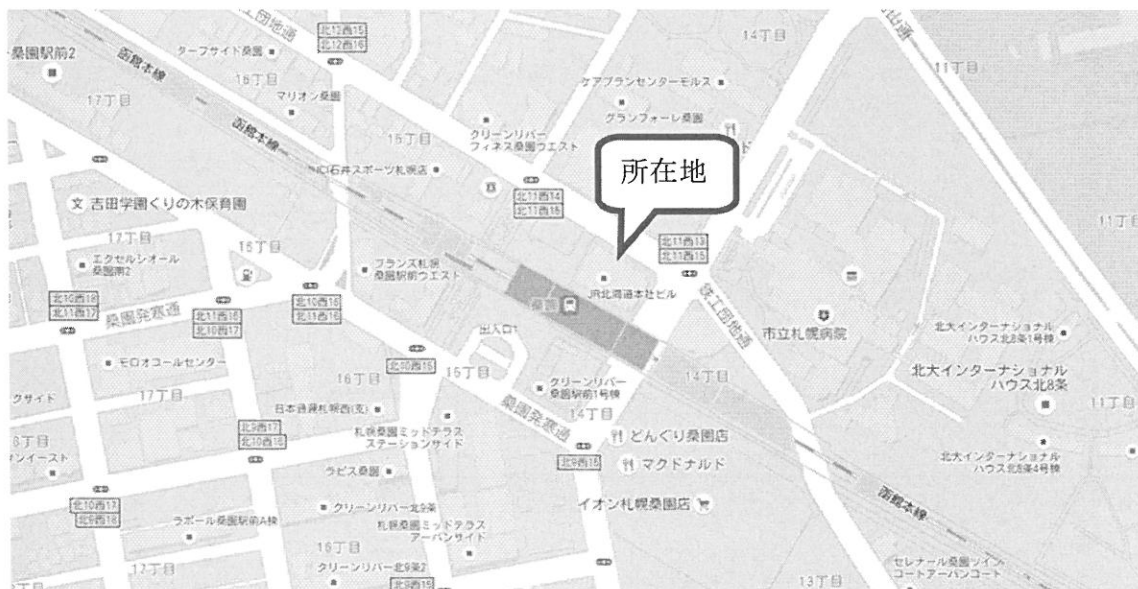 北12西15
北12西16
14丁目
11丁目
桑園駅前2
函館本線
ターフサイド桑園
16丁目
17丁目
マリオン桑園
函館本線
15丁目
クリーンリバー
フィネス桑園ウエスト
ケアプランセンターモルス
グランフォーレ桑園
所在地
石井スポーツ札幌店
北11西14
北11西15
吉田学園くりの木保育園
17丁目
16丁目
エクセルシオール
桑園南2
ブランズ札幌
桑園駅前ウエスト
北11西13
北11西15
11丁目
北10西18
北11西17
桑園発寒通
北11西16
北10西17
北10西15
北11西16
桑園
JR北海道本社ビル
鉄工団地通
市立札幌病院
北大インターナショナル
ハウス北8条1号棟
出入口1
モロオコールセンター
北10西15
15丁目
クリーンリバー
桑園駅前1号棟
14丁目
北大インターナショナル
ハウス北8条
17丁目
16丁目
クサイド
日本通運札幌西(支)
桑園発寒通
14丁目
11丁目
札幌桑園ミッドテラス
ステーションサイド
どんぐり桑園店
北9西17
北10西16
北9西15
マクドナルド
北大インターナショナル
ハウス北8条4号棟
ラピス桑園
北10西17
北9西18
クリーンリバー北9条
イオン札幌桑園店
函館本線
ラポール桑園駅前A棟
札幌桑園ミッドテラス
アーバンサイド
16丁目
17丁目
クリーンリバー北9条2
北9西15
13丁目
セレナール桑園ツイン
コートアーバンコート